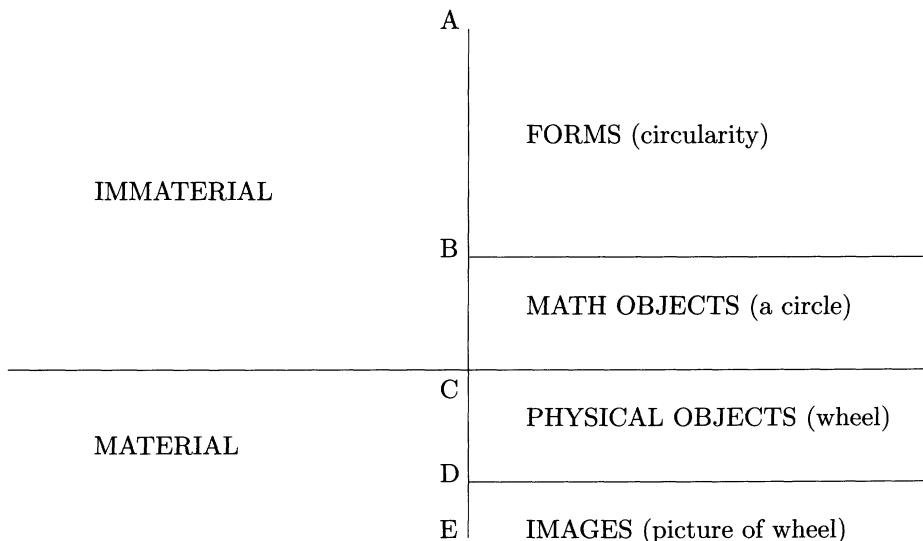 A
FORMS (circularity)
IMMATERIAL
B
MATH OBJECTS (a circle)
C
PHYSICAL OBJECTS (wheel)
MATERIAL
D
E
IMAGES (picture of wheel)